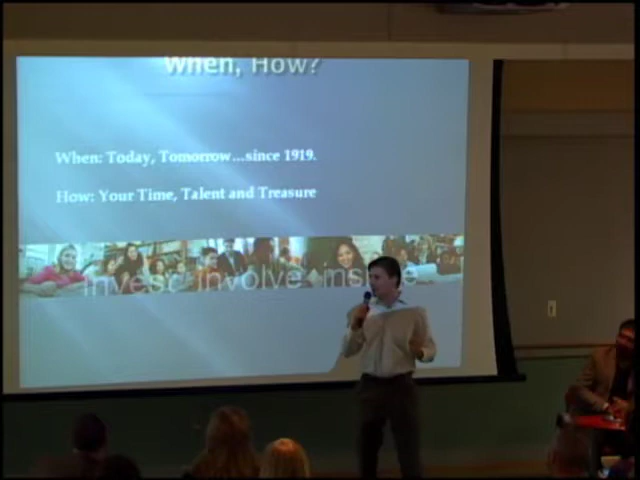 When, How?
When: Today, Tomorrow...since 1919.
How: Your Time, Talent and Treasure
invest involve